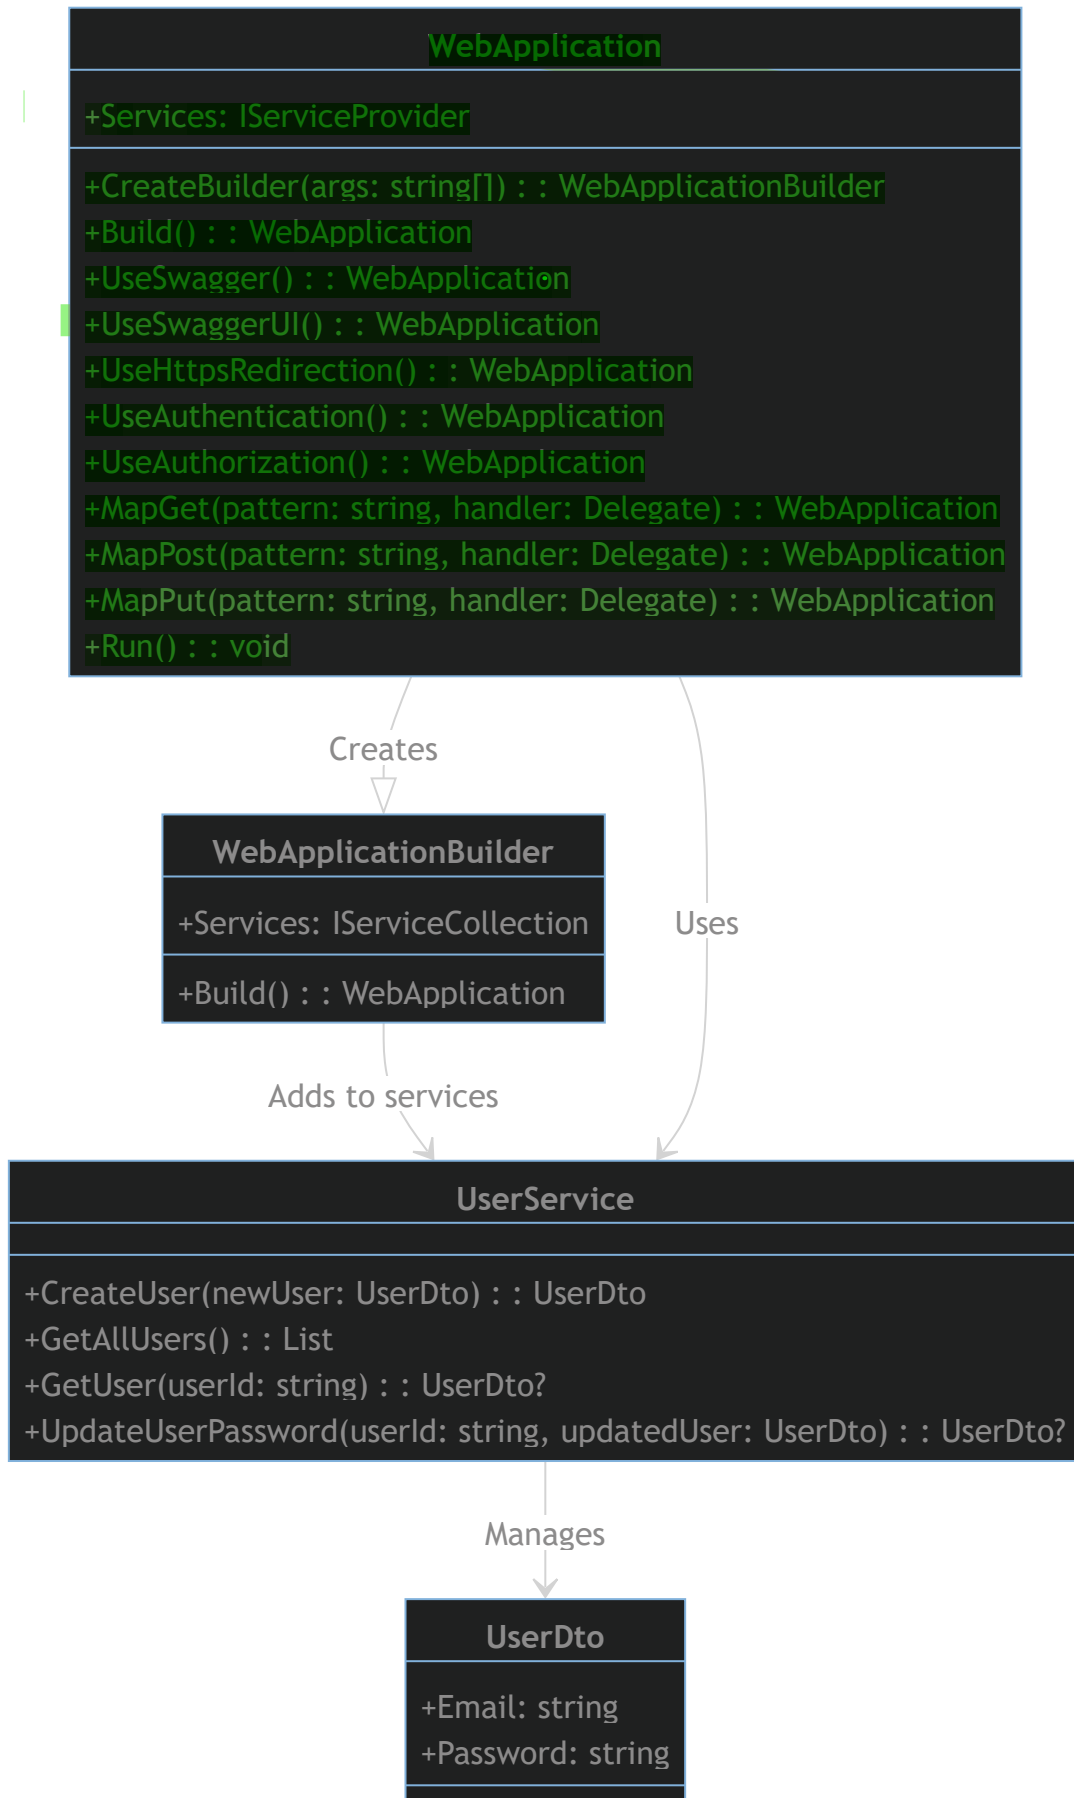 WebApplication
+Services: IServiceProvider
+CreateBuilder(args: string[]) : : WebApplicationBuilder
+Build() : : WebApplication
+UseSwagger() : : WebApplication
+UseSwaggerUI() : : WebApplication
+UseHttpsRedirection() : : WebApplication
+UseAuthentication() : : WebApplication
+UseAuthorization() : : WebApplication
+MapGet(pattern: string, handler: Delegate) : : WebApplication
+MapPost(pattern: string, handler: Delegate) : : WebApplication
+MapPut(pattern: string, handler: Delegate) : : WebApplication
+Run() : : void
Creates
WebApplicationBuilder
+Services: IServiceCollection
+Build() : : WebApplication
Uses
Adds to services
UserService
+CreateUser(newUser: UserDto) : : UserDto
+GetAllUsers() : : List
+GetUser(userId: string) : : UserDto?
+UpdateUserPassword(userId: string, updatedUser: UserDto) : : UserDto?
Manages
UserDto
+Email: string
+Password: string